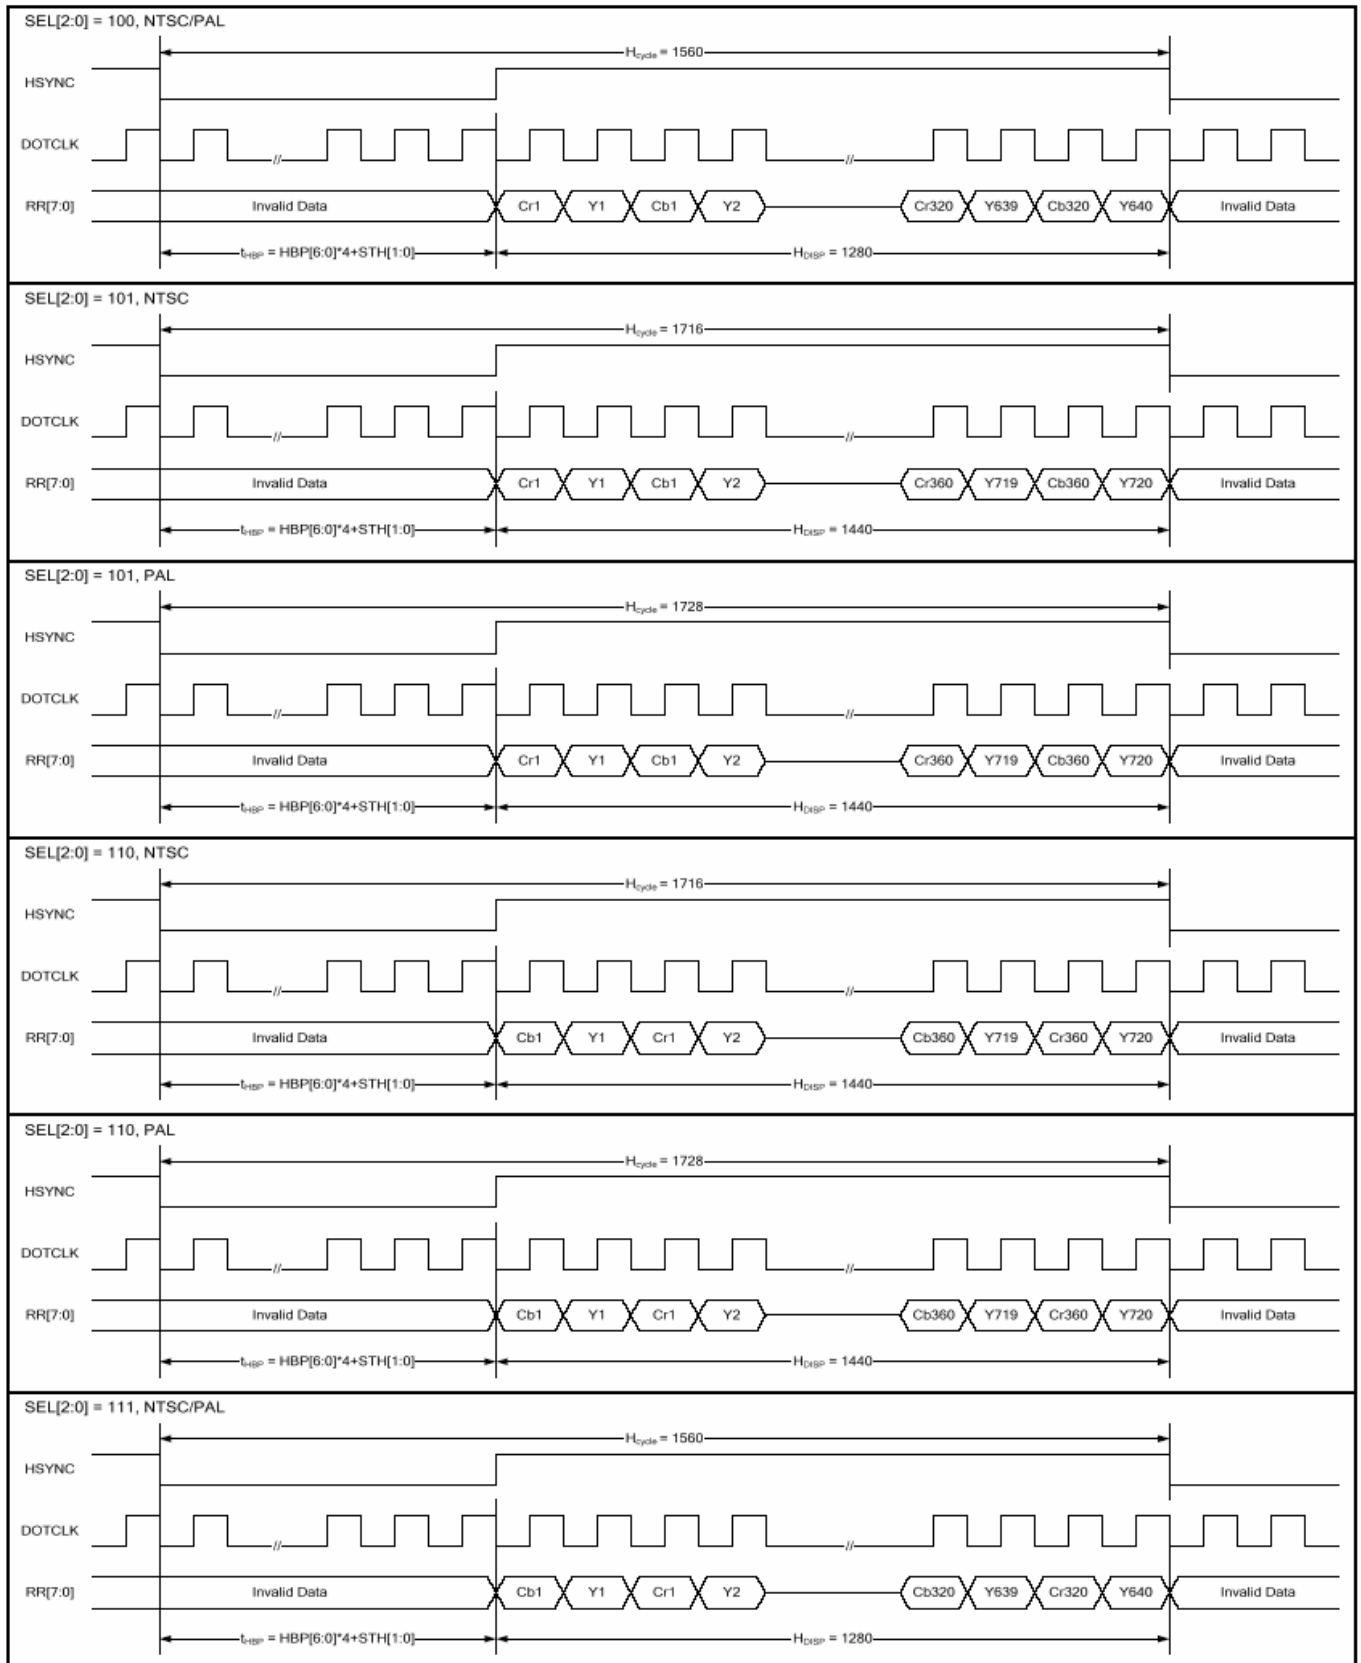 SEL[2:0] = 100, NTSC/PAL
Hcycle = 1560
HSYNC
DOTCLK
// //
RR[7:0] Invalid Data Cr1 Y1 Cb1 Y2 Cr320 Y639 Cb320 Y640 Invalid Data
tHBP = HBP[6:0]*4+STH[1:0] HDISP = 1280
SEL[2:0] = 101, NTSC
Hcycle = 1716
HSYNC
DOTCLK
// //
RR[7:0] Invalid Data Cr1 Y1 Cb1 Y2 Cr360 Y719 Cb360 Y720 Invalid Data
tHBP = HBP[6:0]*4+STH[1:0] HDISP = 1440
SEL[2:0] = 101, PAL
Hcycle = 1728
HSYNC
DOTCLK
// //
RR[7:0] Invalid Data Cr1 Y1 Cb1 Y2 Cr360 Y719 Cb360 Y720 Invalid Data
tHBP = HBP[6:0]*4+STH[1:0] HDISP = 1440
SEL[2:0] = 110, NTSC
Hcycle = 1716
HSYNC
DOTCLK
// //
RR[7:0] Invalid Data Cb1 Y1 Cr1 Y2 Cb360 Y719 Cr360 Y720 Invalid Data
tHBP = HBP[6:0]*4+STH[1:0] HDISP = 1440
SEL[2:0] = 110, PAL
Hcycle = 1728
HSYNC
DOTCLK
// //
RR[7:0] Invalid Data Cb1 Y1 Cr1 Y2 Cb360 Y719 Cr360 Y720 Invalid Data
tHBP = HBP[6:0]*4+STH[1:0] HDISP = 1440
SEL[2:0] = 111, NTSC/PAL
Hcycle = 1560
HSYNC
DOTCLK
// //
RR[7:0] Invalid Data Cb1 Y1 Cr1 Y2 Cb320 Y639 Cr320 Y640 Invalid Data
tHBP = HBP[6:0]*4+STH[1:0] HDISP = 1280